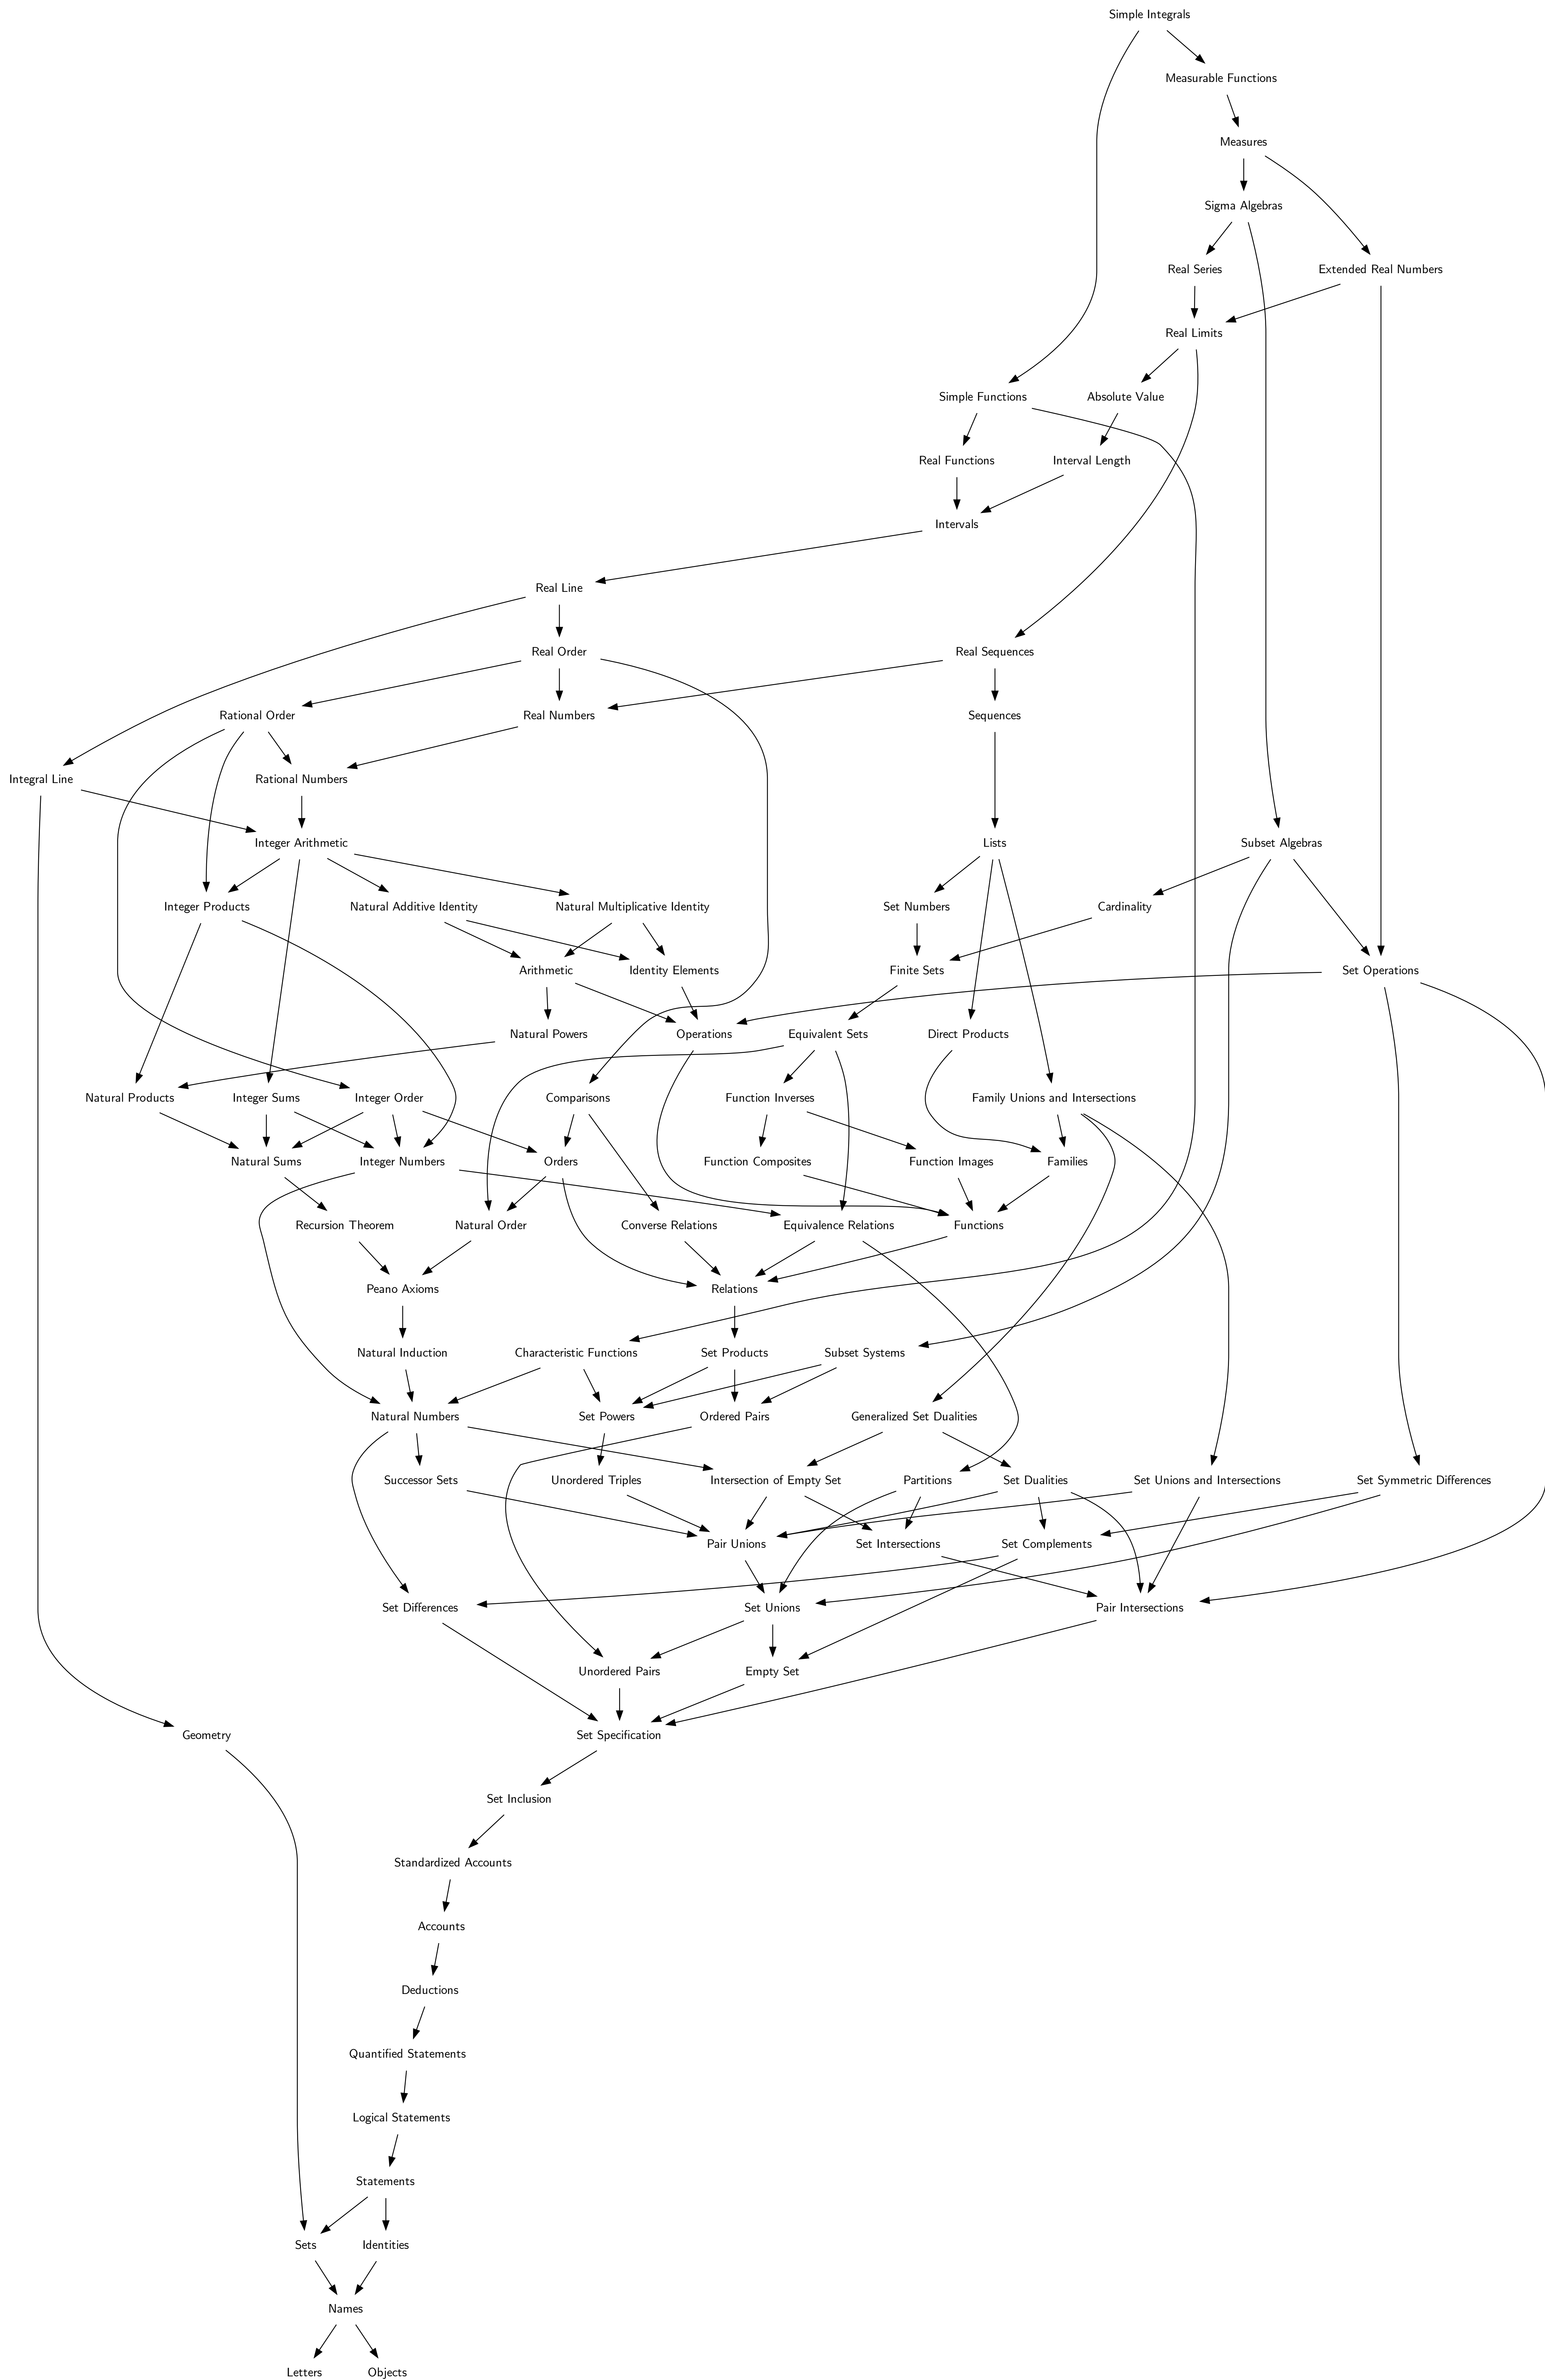 Simple Integrals
Measurable Functions
Measures
Sigma Algebras
Real Series
Extended Real Numbers
Real Limits
Simple Functions
Absolute Value
Real Functions
Interval Length
Intervals
Real Line
Real Order
Real Sequences
Rational Order
Real Numbers
Sequences
Integral Line
Rational Numbers
Integer Arithmetic
Lists
Subset Algebras
Integer Products
Natural Additive Identity
Natural Multiplicative Identity
Set Numbers
Cardinality
Arithmetic
Identity Elements
Finite Sets
Set Operations
Natural Powers
Operations
Equivalent Sets
Direct Products
Natural Products
Integer Sums
Integer Order
Comparisons
Function Inverses
Family Unions and Intersections
Natural Sums
Integer Numbers
Orders
Function Composites
Function Images
Families
Recursion Theorem
Natural Order
Converse Relations
Equivalence Relations
Functions
Peano Axioms
Relations
Natural Induction
Characteristic Functions
Set Products
Subset Systems
Natural Numbers
Set Powers
Ordered Pairs
Generalized Set Dualities
Successor Sets
Unordered Triples
Intersection of Empty Set
Partitions
Set Dualities
Set Unions and Intersections
Set Symmetric Differences
Pair Unions
Set Intersections
Set Complements
Set Differences
Set Unions
Pair Intersections
Unordered Pairs
Empty Set
Geometry
Set Specification
Set Inclusion
Standardized Accounts
Accounts
Deductions
Quantified Statements
Logical Statements
Statements
Sets
Identities
Names
Letters
Objects